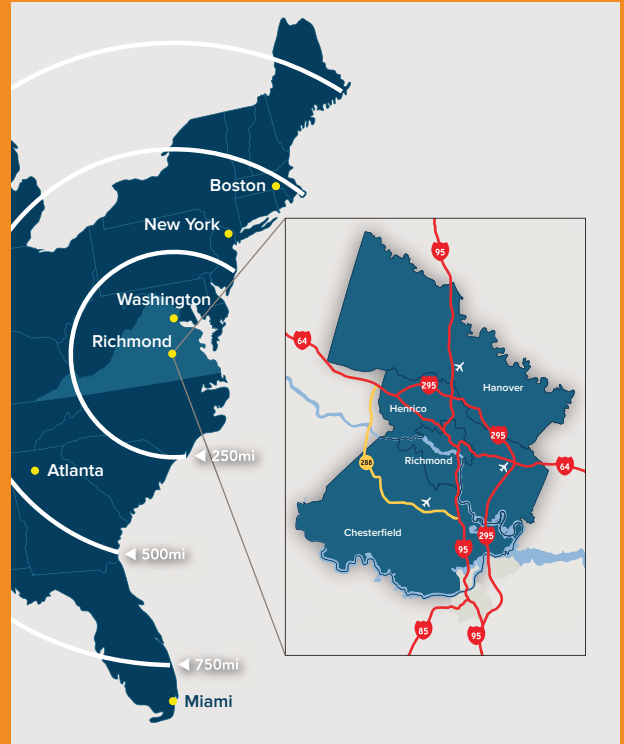 Boston
New York
Washington
Richmond
250mi
Atlanta
500mi
750mi
Miami
95
64
295
Hanover
Henrico
295
288
Richmond
64
Chesterfield
295
95
85
95